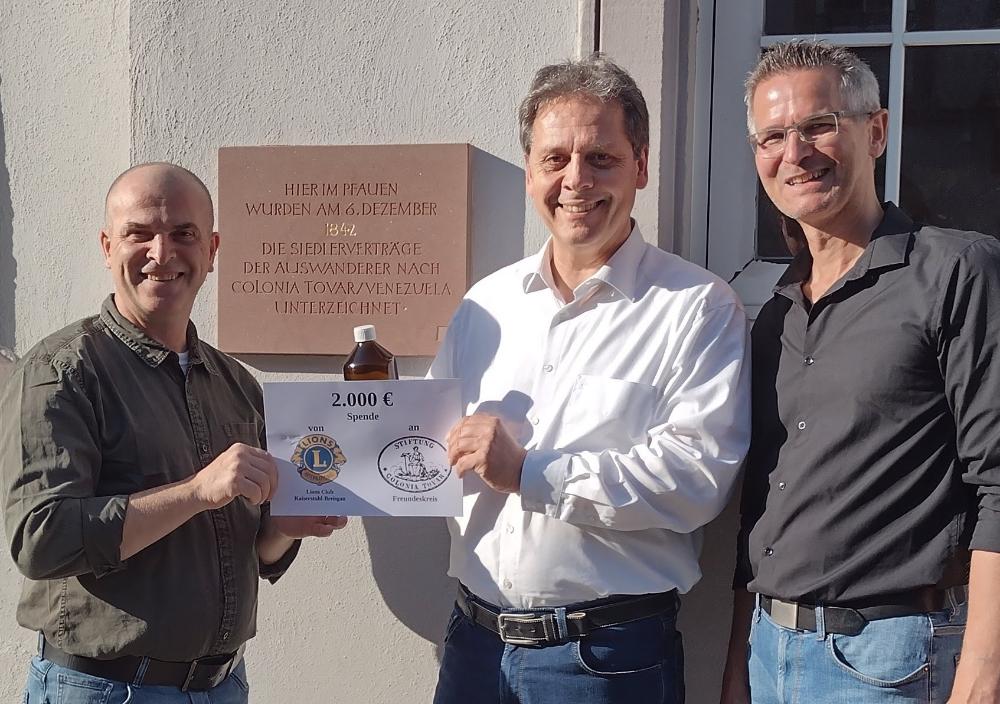 HIER IM PFAUEN
WURDEN AM 6. DEZEMBER
1842
DIE SIEDLERVERTRÄGE
DER AUSWANDERER NACH
COLONIA TOVAR/VENEZUELA
UNTERZEICHNET·
2.000 €
Spende
von
an
LIONS
L
Lions Club
Kaiserstuhl-Breisgau
STIFTUNG
COLONIA TOVAR
Freundeskreis